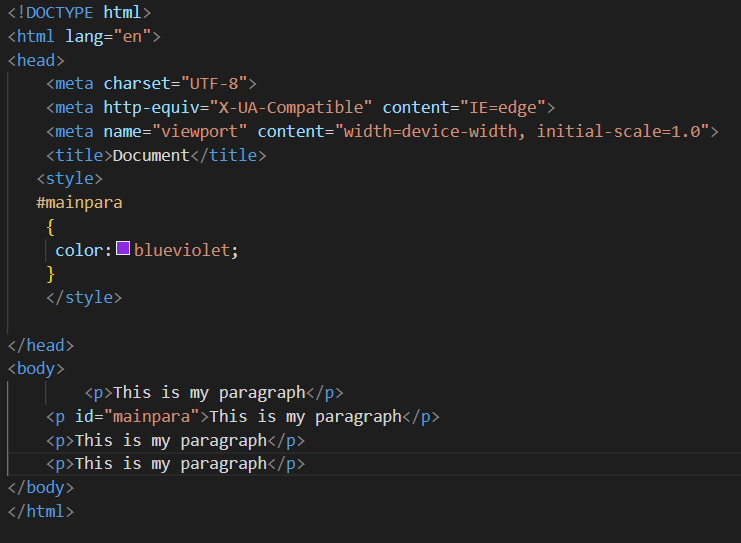 <!DOCTYPE html>
<html lang="en">
<head>
    <meta charset="UTF-8">
    <meta http-equiv="X-UA-Compatible" content="IE=edge">
    <meta name="viewport" content="width=device-width, initial-scale=1.0">
    <title>Document</title>
   <style>
   #mainpara
    {
     color:blueviolet;
    }
    </style>

</head>
<body>
        <p>This is my paragraph</p>
    <p id="mainpara">This is my paragraph</p>
    <p>This is my paragraph</p>
    <p>This is my paragraph</p>
</body>
</html>